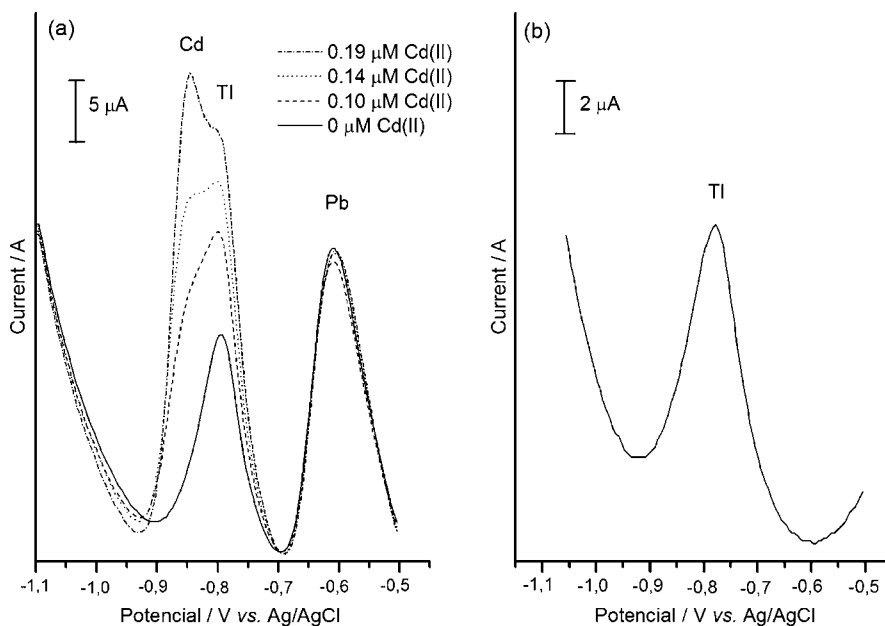 (a)
Cd
Tl
0.19 μM Cd(II)
0.14 μM Cd(II)
0.10 μM Cd(II)
0 μM Cd(II)
5 μA
Pb
Current / A
-1,1 -1,0 -0,9 -0,8 -0,7 -0,6 -0,5
Potencial / V vs. Ag/AgCl
(b)
2 μA
Tl
Current / A
-1,1 -1,0 -0,9 -0,8 -0,7 -0,6 -0,5
Potencial / V vs. Ag/AgCl